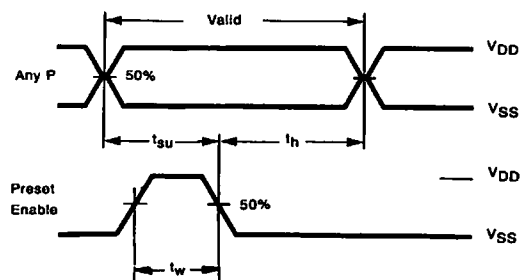 Valid
Any P
50%
VDD
VSS
tsu
th
Preset
Enable
50%
VDD
VSS
tw